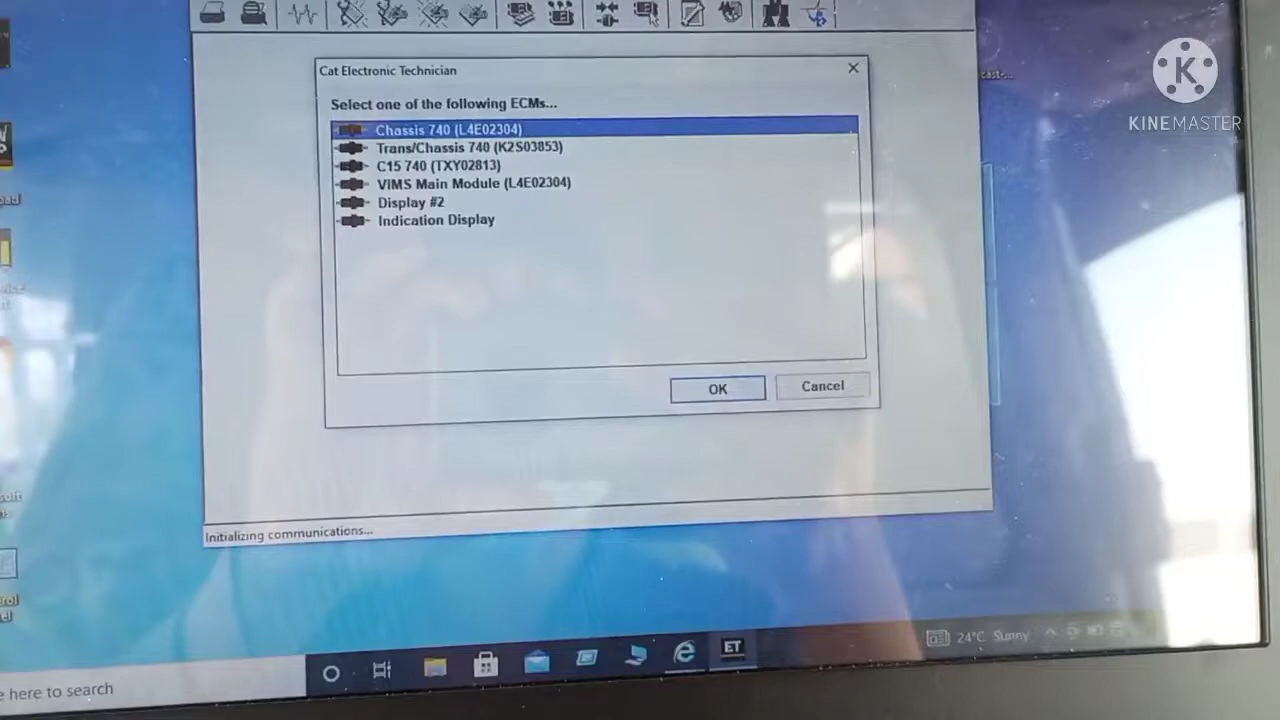 Cat Electronic Technician
Select one of the following ECMs...
Chassis 740 (L4E02304)
Trans/Chassis 740 (K2S03853)
C15 740 (TXY02813)
VIMS Main Module (L4E02304)
Display #2
Indication Display
OK
Cancel
Initializing communications...
K
KINEMASTER
cast-...
ET
24°C Sunny
e here to search